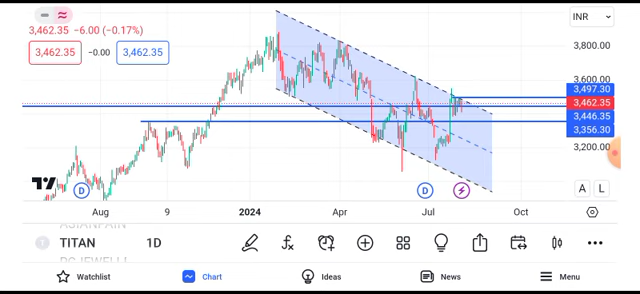 INR
3,462.35 −6.00 (−0.17%)
3,462.35 −0.00 3,462.35
3,800.00
3,600.00
3,497.30
3,462.35
3,446.35
3,356.30
3,200.00
D D
A L
Aug 9 2024 Apr Jul Oct
ASIANPAIN
T TITAN 1D
PCJEWELL
Watchlist Chart Ideas News Menu